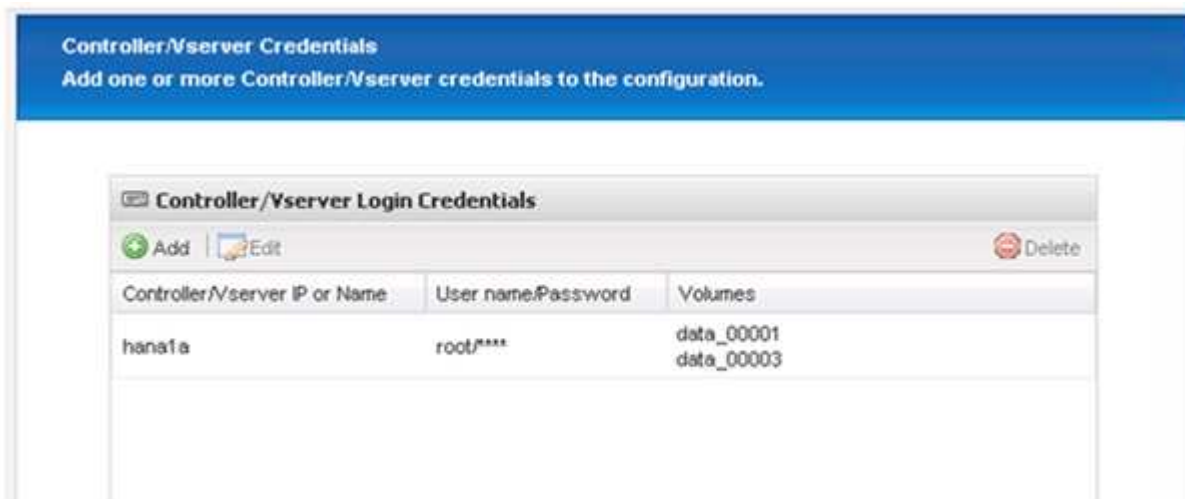 Controller/Vserver Credentials
Add one or more Controller/Vserver credentials to the configuration.
Controller/Vserver Login Credentials
Add Edit Delete
Controller/Vserver IP or Name User name/Password Volumes
hana1a root/**** data_00001
data_00003